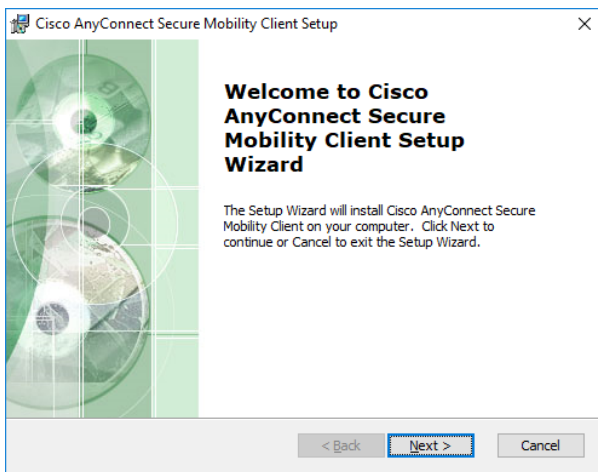 Cisco AnyConnect Secure Mobility Client Setup
Welcome to Cisco
AnyConnect Secure
Mobility Client Setup
Wizard
The Setup Wizard will install Cisco AnyConnect Secure
Mobility Client on your computer. Click Next to
continue or Cancel to exit the Setup Wizard.
< Back
Next >
Cancel